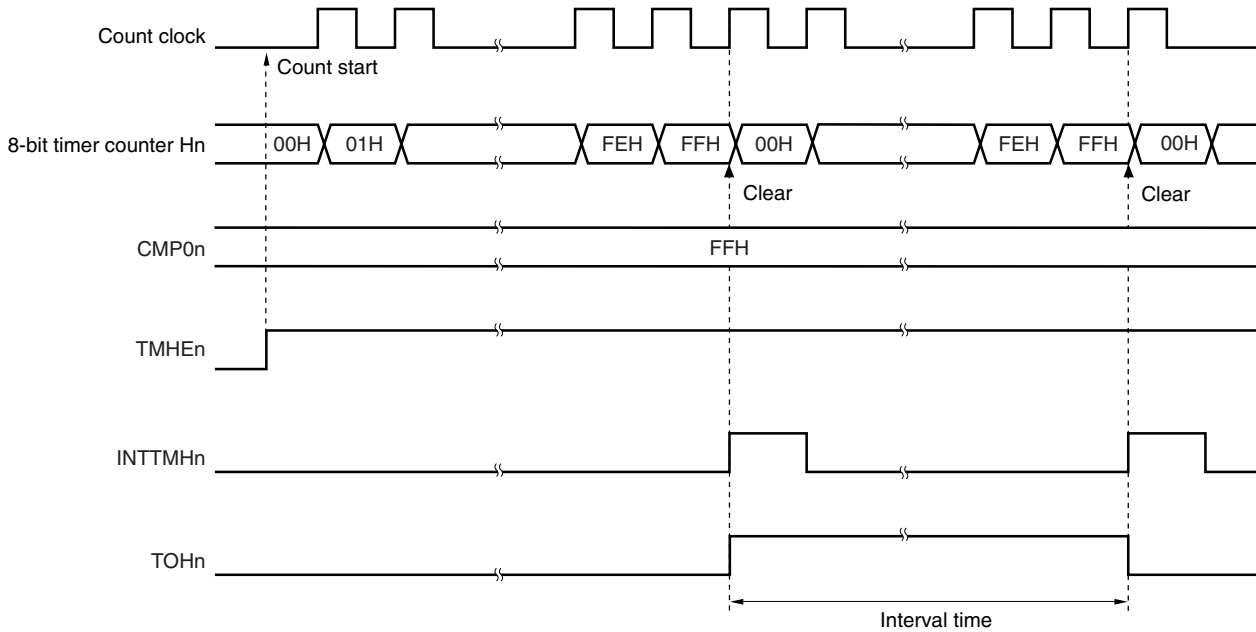 Count clock
Count start
8-bit timer counter Hn
00H 01H FEH FFH 00H FEH FFH 00H
Clear Clear
CMP0n
FFH
TMHEn
INTTMHn
TOHn
Interval time